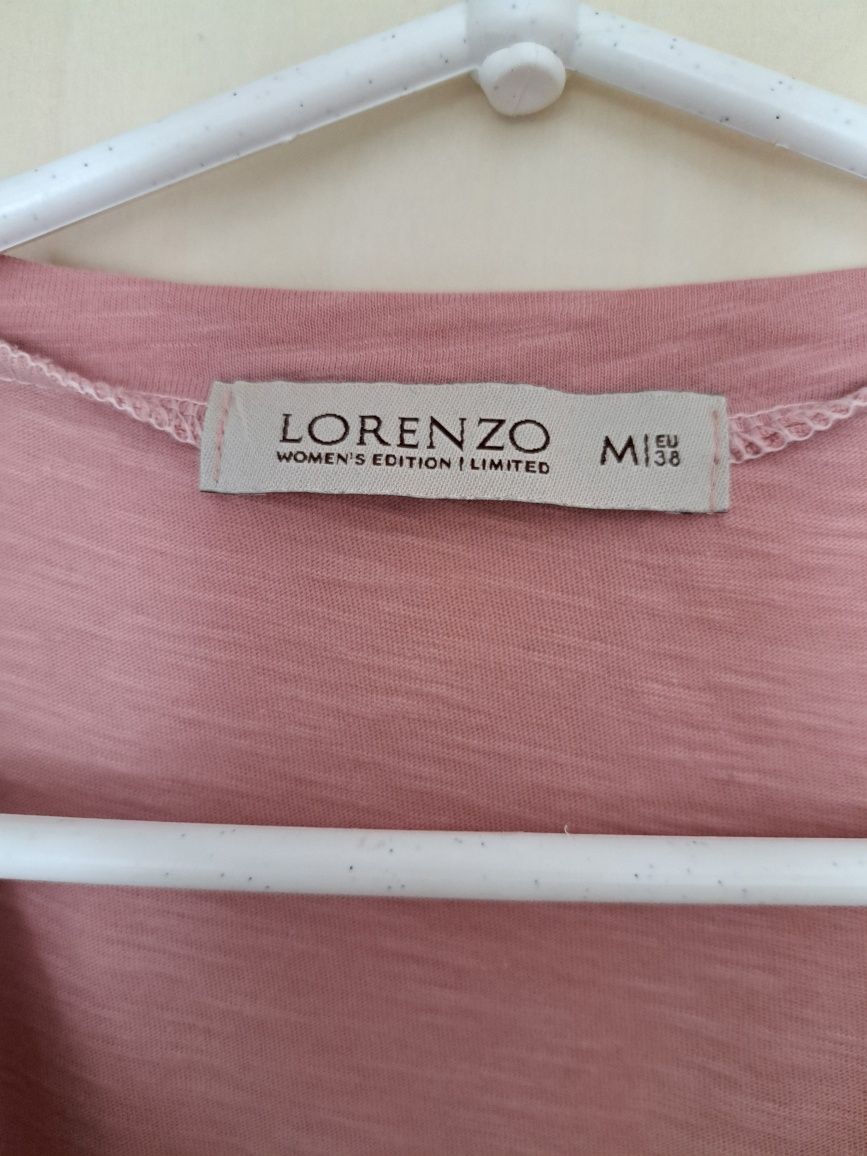 LORENZO
WOMEN'S EDITION | LIMITED
M | EU 38